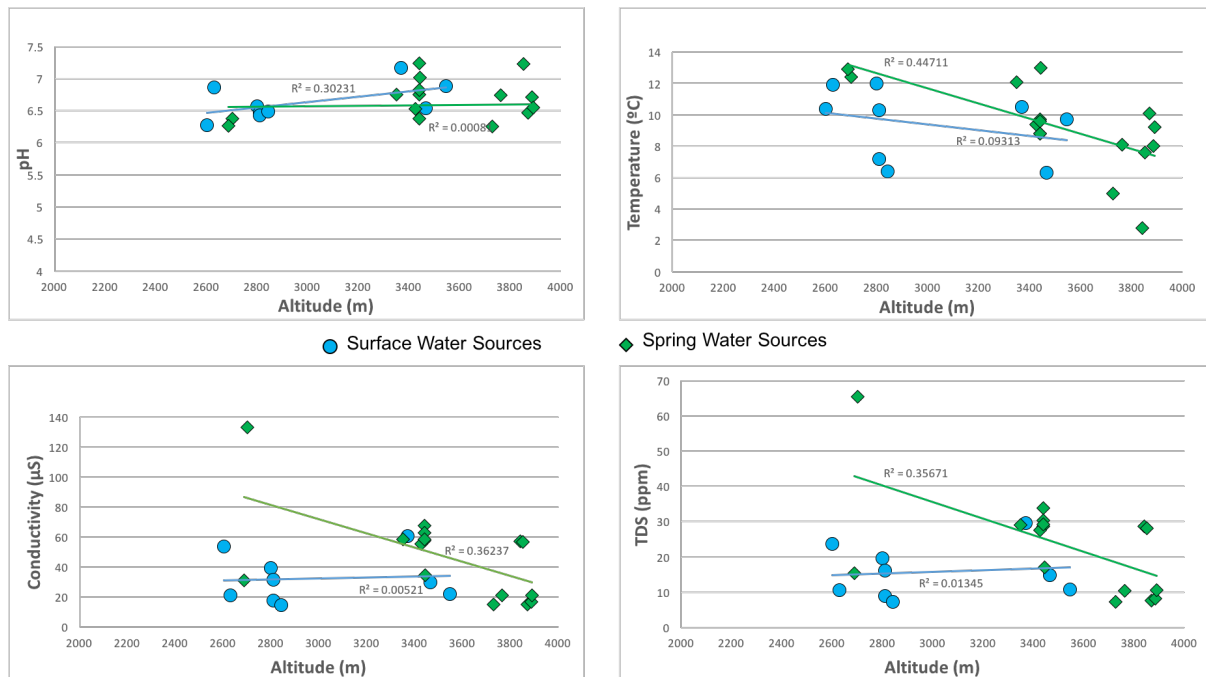 7.5
7
6.5
6
5.5
5
4.5
4
pH
R² = 0.30231
R² = 0.0008
2000 2200 2400 2600 2800 3000 3200 3400 3600 3800 4000
Altitude (m)
14
12
10
8
6
4
2
0
Temperature (ºC)
R² = 0.44711
R² = 0.09313
2000 2200 2400 2600 2800 3000 3200 3400 3600 3800 4000
Altitude (m)
Surface Water Sources
Spring Water Sources
140
120
100
80
60
40
20
0
Conductivity (µS)
R² = 0.36237
R² = 0.00521
2000 2200 2400 2600 2800 3000 3200 3400 3600 3800 4000
Altitude (m)
70
60
50
40
30
20
10
0
TDS (ppm)
R² = 0.35671
R² = 0.01345
2000 2200 2400 2600 2800 3000 3200 3400 3600 3800 4000
Altitude (m)